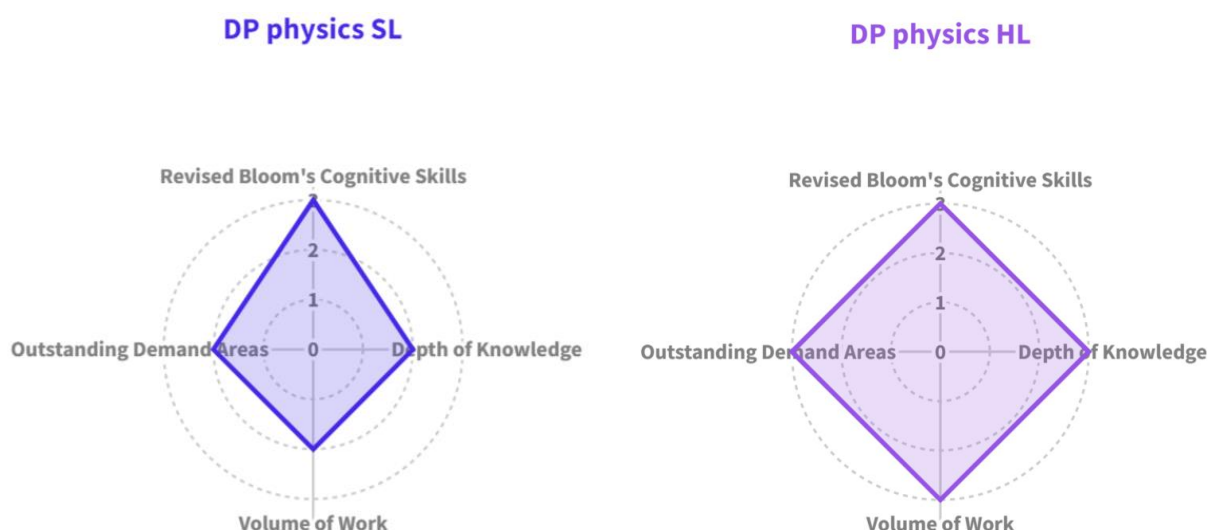 DP physics SL
Revised Bloom's Cognitive Skills
3
2
1
Outstanding Demand Areas
0
Depth of Knowledge
Volume of Work
DP physics HL
Revised Bloom's Cognitive Skills
3
2
1
Outstanding Demand Areas
0
Depth of Knowledge
Volume of Work